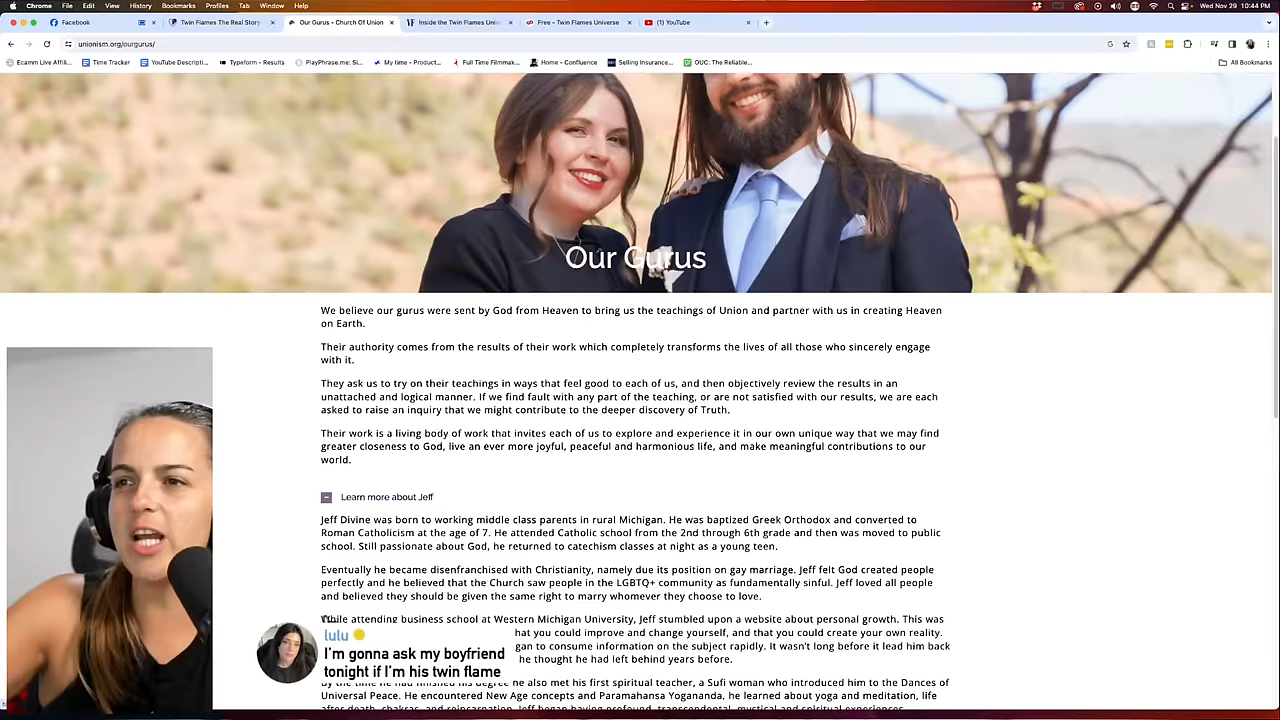 Chrome File Edit View History Bookmarks Profiles Tab Window Help Wed Nov 29 10:44 PM
Facebook Twin Flames The Real Story Our Gurus - Church Of Union Inside the Twin Flames Univ Free - Twin Flames Universe (1) YouTube
unionism.org/ourgurus/
Ecamm Live Affili... Time Tracker YouTube Descripti... Typeform - Results PlayPhrase.me: Si... My time - Product... Full Time Filmmak... Home - Confluence Selling Insurance... OUC: The Reliable... All Bookmarks
Our Gurus
We believe our gurus were sent by God from Heaven to bring us the teachings of Union and partner with us in creating Heaven
on Earth.
Their authority comes from the results of their work which completely transforms the lives of all those who sincerely engage
with it.
They ask us to try on their teachings in ways that feel good to each of us, and then objectively review the results in an
unattached and logical manner. If we find fault with any part of the teaching, or are not satisfied with our results, we are each
asked to raise an inquiry that we might contribute to the deeper discovery of Truth.
Their work is a living body of work that invites each of us to explore and experience it in our own unique way that we may find
greater closeness to God, live an ever more joyful, peaceful and harmonious life, and make meaningful contributions to our
world.
Learn more about Jeff
Jeff Divine was born to working middle class parents in rural Michigan. He was baptized Greek Orthodox and converted to
Roman Catholicism at the age of 7. He attended Catholic school from the 2nd through 6th grade and then was moved to public
school. Still passionate about God, he returned to catechism classes at night as a young teen.
Eventually he became disenfranchised with Christianity, namely due its position on gay marriage. Jeff felt God created people
perfectly and he believed that the Church saw people in the LGBTQ+ community as fundamentally sinful. Jeff loved all people
and believed they should be given the same right to marry whomever they choose to love.
While attending business school at Western Michigan University, Jeff stumbled upon a website about personal growth. This was
hat you could improve and change yourself, and that you could create your own reality.
gan to consume information on the subject rapidly. It wasn't long before it lead him back
he thought he had left behind years before.
lulu
I'm gonna ask my boyfriend
tonight if I'm his twin flame
By the time he had finished his degree he also met his first spiritual teacher, a Sufi woman who introduced him to the Dances of
Universal Peace. He encountered New Age concepts and Paramahansa Yogananda, he learned about yoga and meditation, life
after death, chakras, and reincarnation. Jeff began having profound, transcendental, mystical and spiritual experiences.